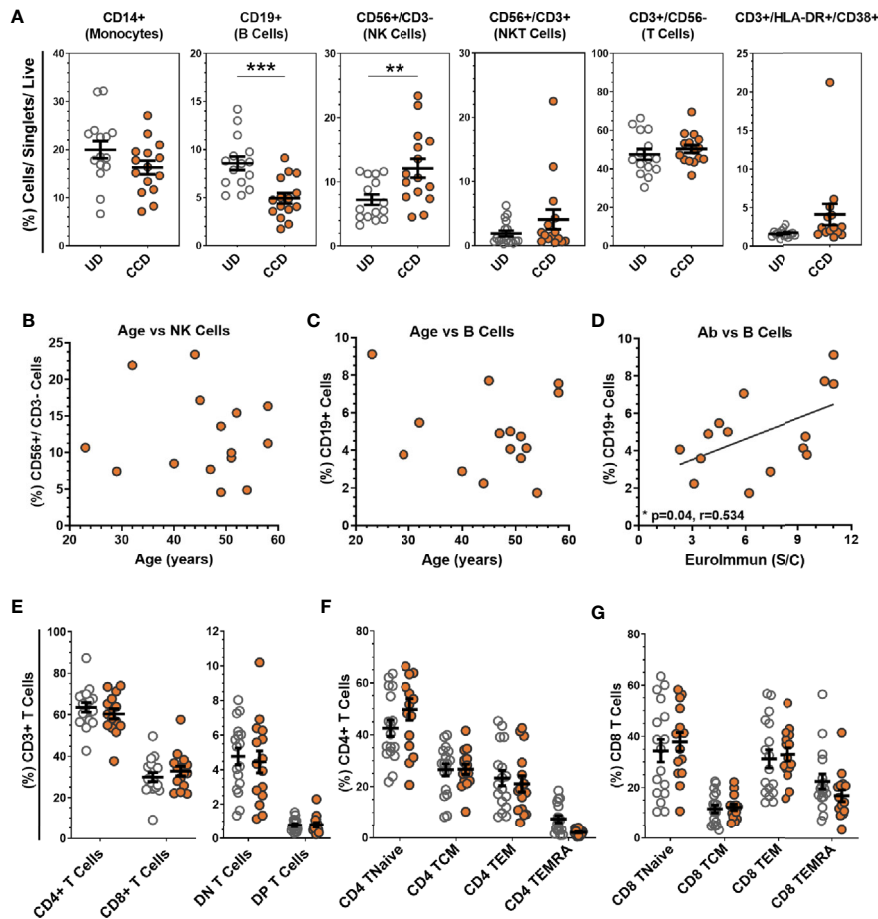 A
CD14+
(Monocytes)
CD19+
(B Cells)
CD56+/CD3-
(NK Cells)
CD56+/CD3+
(NKT Cells)
CD3+/CD56-
(T Cells)
CD3+/HLA-DR+/CD38+
(%) Cells/ Singlets/ Live
40
30
20
10
0
UD
CCD
20
15
10
5
0
***
UD
CCD
25
20
15
10
5
0
**
UD
CCD
30
20
10
0
UD
CCD
100
80
60
40
20
0
UD
CCD
25
20
15
10
5
0
UD
CCD
B
Age vs NK Cells
(%) CD56+/ CD3- Cells
25
20
15
10
5
0
20 30 40 50 60
Age (years)
C
Age vs B Cells
(%) CD19+ Cells
10
8
6
4
2
0
20 30 40 50 60
Age (years)
D
Ab vs B Cells
(%) CD19+ Cells
10
8
6
4
2
0
* p=0.04, r=0.534
0 3 6 9 12
EuroImmun (S/C)
E
(%) CD3+ T Cells
100
80
60
40
20
0
CD4+ T Cells
CD8+ T Cells
12
10
8
6
4
2
0
DN T Cells
DP T Cells
F
(%) CD4+ T Cells
80
60
40
20
0
CD4 TNaive
CD4 TCM
CD4 TEM
CD4 TEMRA
G
(%) CD8 T Cells
80
60
40
20
0
CD8 TNaive
CD8 TCM
CD8 TEM
CD8 TEMRA